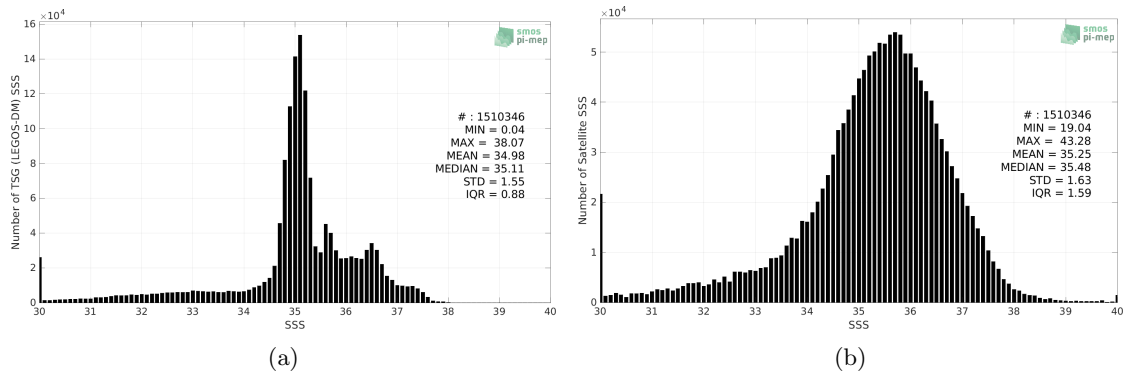 ×10^4
16
14
12
10
8
6
4
2
0
Number of TSG (LEGOS-DM) SSS
smos
pi-mep
# : 1510346
MIN = 0.04
MAX = 38.07
MEAN = 34.98
MEDIAN = 35.11
STD = 1.55
IQR = 0.88
30 31 32 33 34 35 36 37 38 39 40
SSS
(a)
×10^4
5
4
3
2
1
0
Number of Satellite SSS
smos
pi-mep
# : 1510346
MIN = 19.04
MAX = 43.28
MEAN = 35.25
MEDIAN = 35.48
STD = 1.63
IQR = 1.59
30 31 32 33 34 35 36 37 38 39 40
SSS
(b)